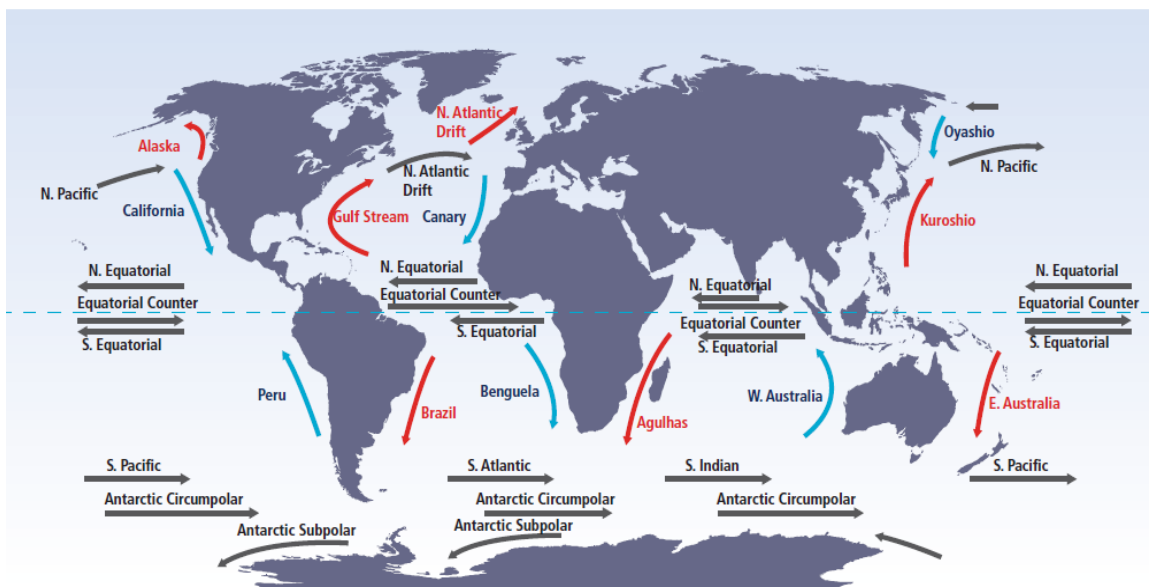 N. Atlantic
Drift
Alaska
Oyashio
N. Pacific
N. Atlantic
Drift
N. Pacific
California
Gulf Stream
Canary
Kuroshio
N. Equatorial
N. Equatorial
N. Equatorial
N. Equatorial
Equatorial Counter
Equatorial Counter
Equatorial Counter
Equatorial Counter
S. Equatorial
S. Equatorial
S. Equatorial
S. Equatorial
Peru
Brazil
Benguela
Agulhas
W. Australia
E. Australia
S. Pacific
S. Atlantic
S. Indian
S. Pacific
Antarctic Circumpolar
Antarctic Circumpolar
Antarctic Circumpolar
Antarctic Subpolar
Antarctic Subpolar